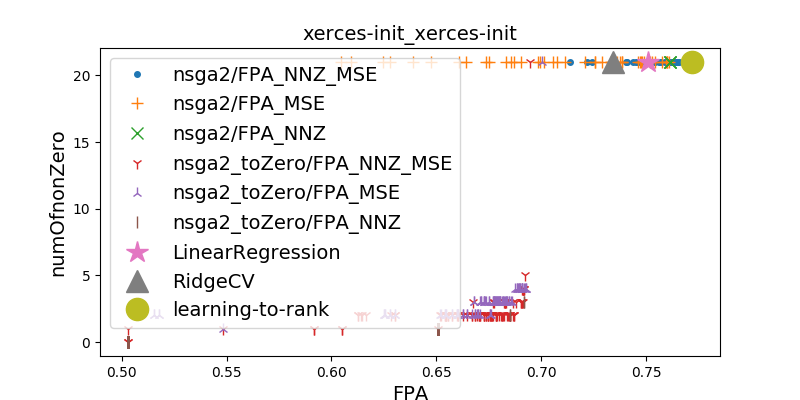 xerces-init_xerces-init
numOfnonZero
20
15
10
5
0
nsga2/FPA_NNZ_MSE
nsga2/FPA_MSE
nsga2/FPA_NNZ
nsga2_toZero/FPA_NNZ_MSE
nsga2_toZero/FPA_MSE
nsga2_toZero/FPA_NNZ
LinearRegression
RidgeCV
learning-to-rank
0.50 0.55 0.60 0.65 0.70 0.75
FPA